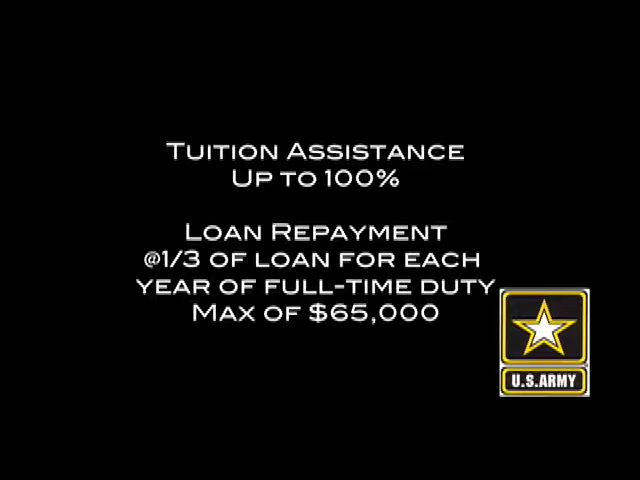 Tuition Assistance
Up to 100%
Loan Repayment
@1/3 of loan for each
year of full-time duty
Max of $65,000
U.S.ARMY